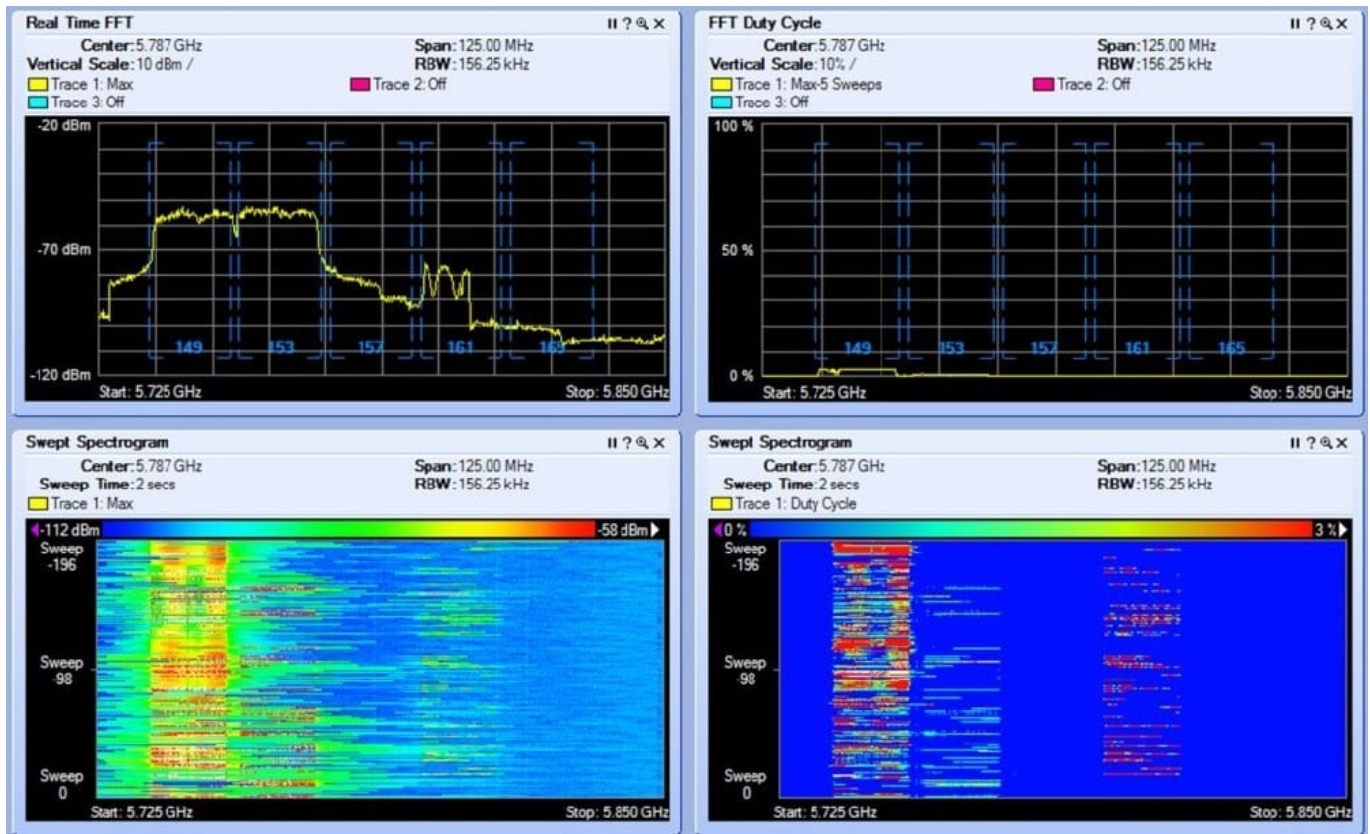 Real Time FFT
Center: 5.787 GHz Span: 125.00 MHz
Vertical Scale: 10 dBm / RBW: 156.25 kHz
Trace 1: Max Trace 2: Off
Trace 3: Off
-20 dBm
-70 dBm
149 153 157 161 165
-120 dBm
Start: 5.725 GHz Stop: 5.850 GHz
FFT Duty Cycle
Center: 5.787 GHz Span: 125.00 MHz
Vertical Scale: 10% / RBW: 156.25 kHz
Trace 1: Max-5 Sweeps Trace 2: Off
Trace 3: Off
100 %
50 %
149 153 157 161 165
0 %
Start: 5.725 GHz Stop: 5.850 GHz
Swept Spectrogram
Center: 5.787 GHz Span: 125.00 MHz
Sweep Time: 2 secs RBW: 156.25 kHz
Trace 1: Max
-112 dBm -58 dBm
Sweep
-196
Sweep
-98
Sweep
0
Start: 5.725 GHz Stop: 5.850 GHz
Swept Spectrogram
Center: 5.787 GHz Span: 125.00 MHz
Sweep Time: 2 secs RBW: 156.25 kHz
Trace 1: Duty Cycle
0 % 3 %
Sweep
-196
Sweep
-98
Sweep
0
Start: 5.725 GHz Stop: 5.850 GHz